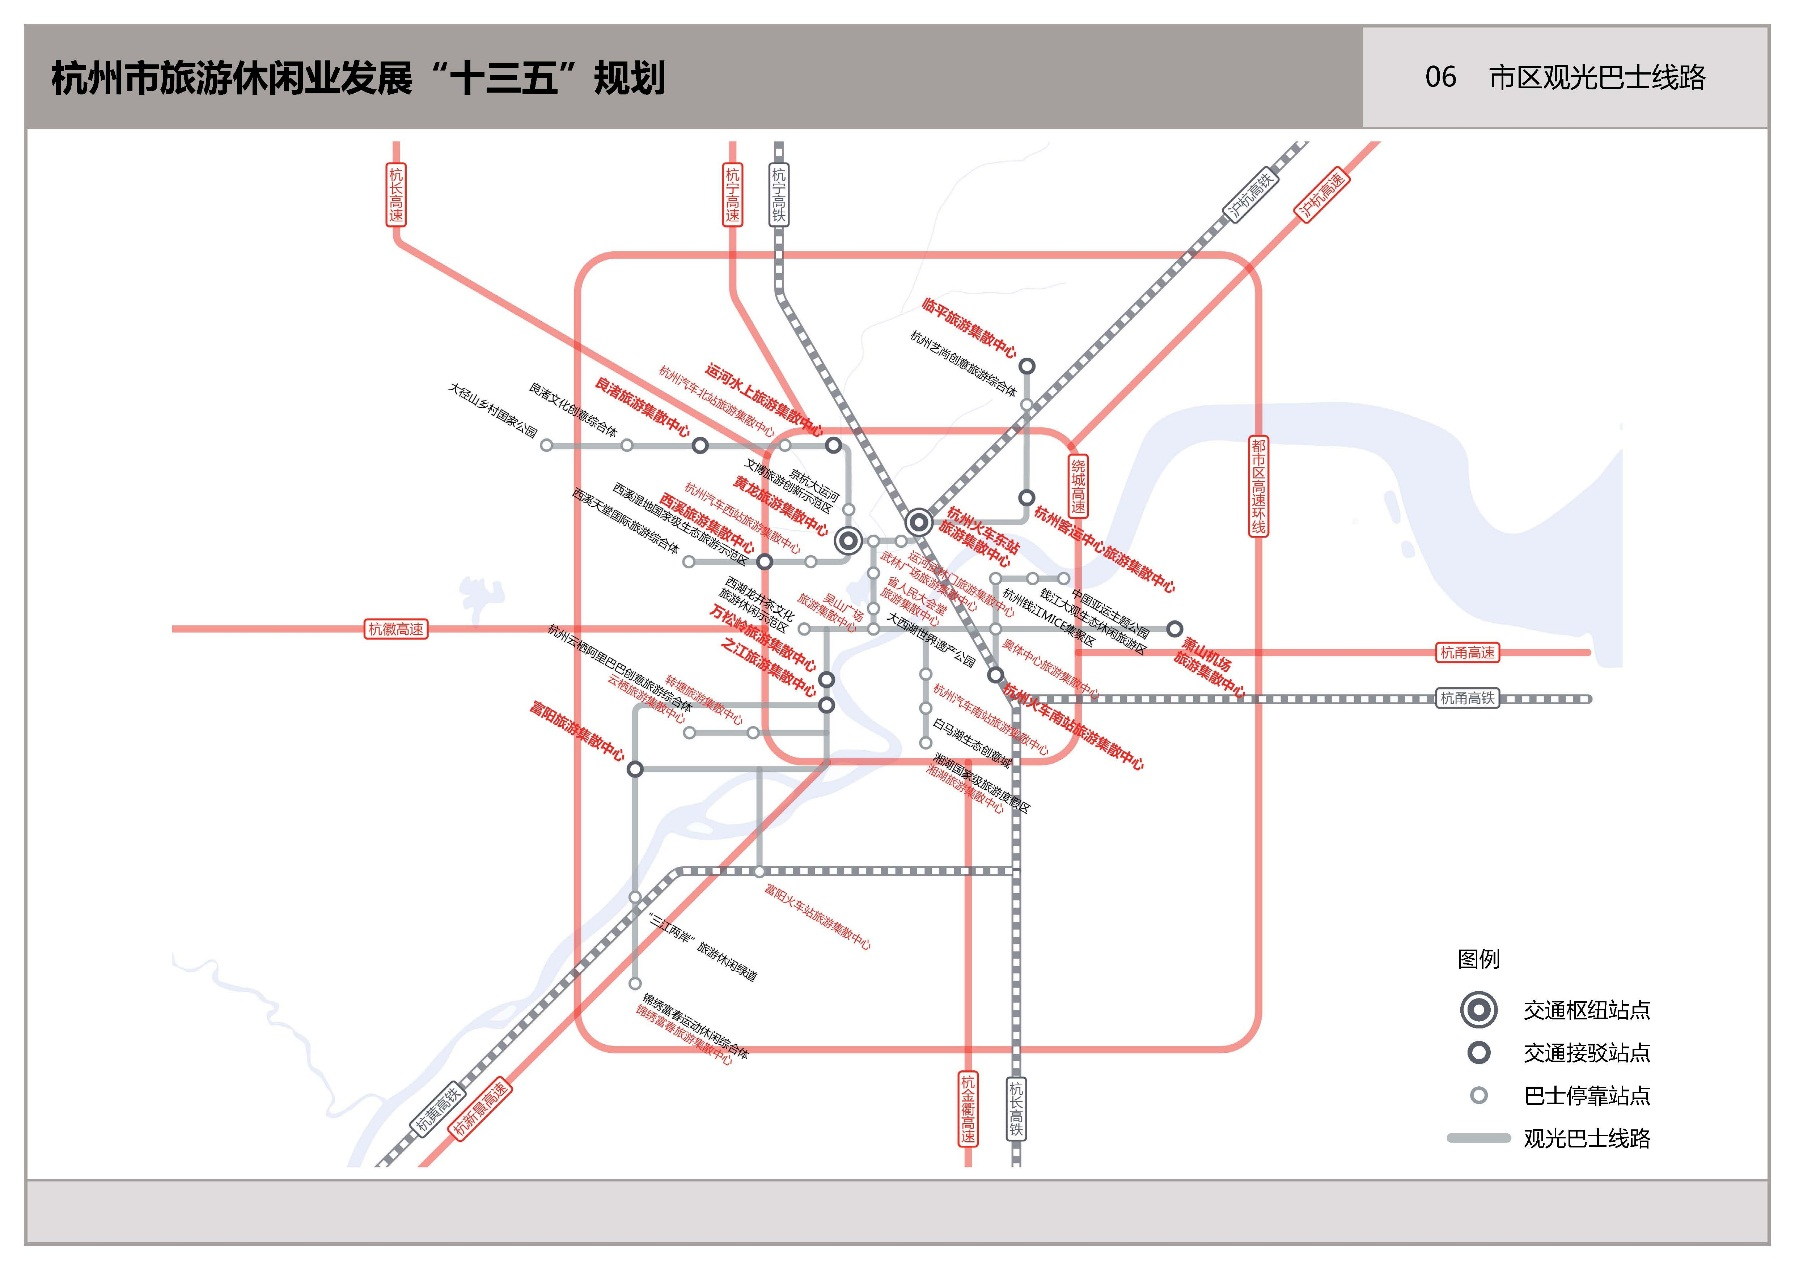 杭州市旅游休闲业发展“十三五”规划
06 市区观光巴士线路
杭长高速
杭宁高速
杭宁高铁
沪杭高铁
沪杭高速
临平旅游集散中心
杭州艺尚创意旅游综合体
运河水上旅游集散中心
杭州汽车北站旅游集散中心
良渚旅游集散中心
良渚文化创意综合体
大径山乡村国家公园
都市区高速环线
绕城高速
京杭大运河
文博旅游创新示范区
黄龙旅游集散中心
杭州汽车西站旅游集散中心
西溪旅游集散中心
西溪湿地国家级生态旅游示范区
西溪天堂国际旅游综合体
杭州火车东站
旅游集散中心
杭州客运中心旅游集散中心
武林广场旅游集散中心
省人民大会堂
旅游集散中心
吴山广场
旅游集散中心
西湖龙井茶文化
旅游休闲示范区
大西湖世界遗产公园
杭州钱江MICE集聚区
钱江大观生态休闲旅游区
中国亚运主题公园
杭徽高速
万松岭旅游集散中心
之江旅游集散中心
奥体中心旅游集散中心
萧山机场
旅游集散中心
杭甬高速
杭甬高铁
杭州云栖阿里巴巴创意旅游综合体
云栖旅游集散中心
转塘旅游集散中心
富阳旅游集散中心
杭州火车南站旅游集散中心
杭州汽车南站旅游集散中心
白马湖生态创意城
湘湖国家级旅游度假区
湘湖旅游集散中心
富阳火车站旅游集散中心
“三江两岸”旅游休闲绿道
锦绣富春运动休闲综合体
锦绣富春旅游集散中心
杭黄高铁
杭新景高速
杭金衢高速
杭长高铁
图例
交通枢纽站点
交通接驳站点
巴士停靠站点
观光巴士线路